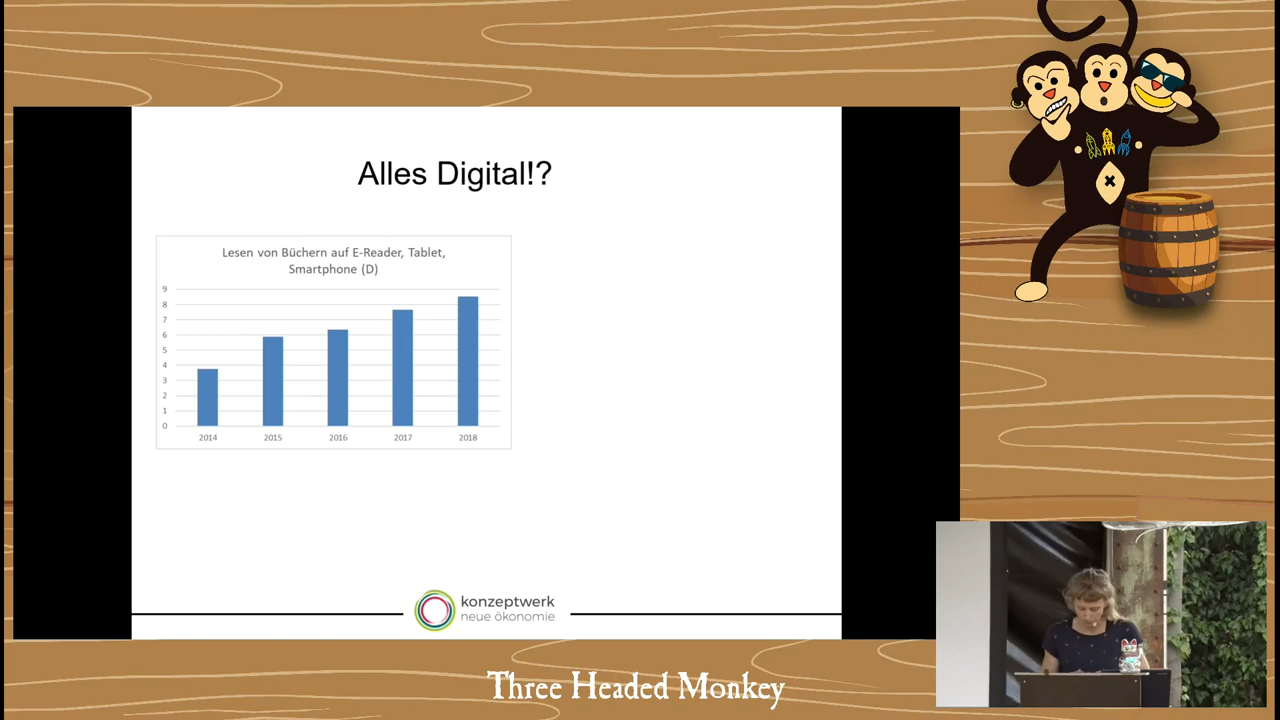 Alles Digital!?
Lesen von Büchern auf E-Reader, Tablet,
Smartphone (D)
9
8
7
6
5
4
3
2
1
0
2014 2015 2016 2017 2018
konzeptwerk
neue ökonomie
Three Headed Monkey